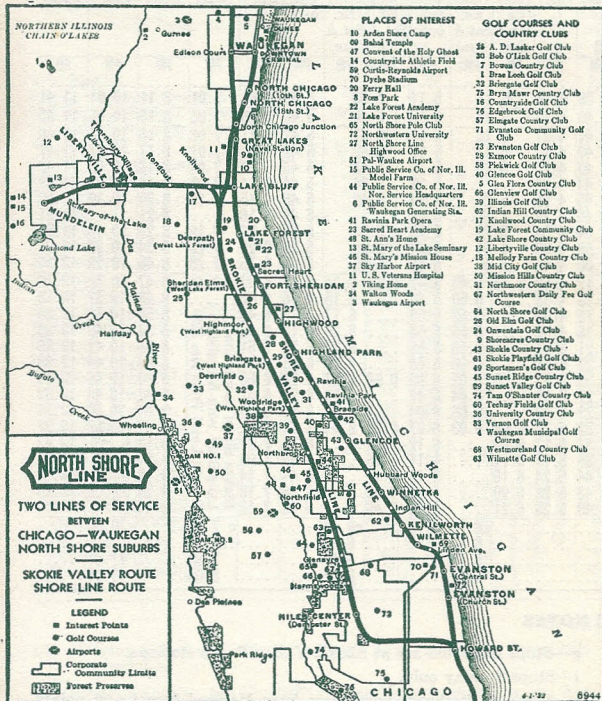 NORTHERN ILLINOIS
CHAIN O'LAKES
Gurnee
WAUKEGAN DUNES
WAUKEGAN
Edison Court
DOWNTOWN TERMINAL
NORTH CHICAGO
(10th St.)
NORTH CHICAGO
(18th St.)
North Chicago Junction
GREAT LAKES
(Naval Station)
LAKE BLUFF
LIBERTYVILLE
Thornbury Village
Rondout
Knollwood
MUNDELEIN
St.Mary-of-the-Lake
Diamond Lake
Des Plaines River
Deerpath
(West Lake Forest)
LAKE FOREST
Sacred Heart
FORT SHERIDAN
Sheridan Elms
(West Lake Forest)
HIGHWOOD
Highmoor
(West Highland Park)
HIGHLAND PARK
Indian Creek
Halfday
Briergate
(West Highland Park)
Deerfield
Ravinia
Ravinia Park
Braeside
Woodridge
(West Highland Park)
Buffalo Creek
Wheeling
GLENCOE
Northbrook
DAM NO. 1
Hubbard Woods
WINNETKA
Northfield
Indian Hill
KENILWORTH
WILMETTE
Linden Ave.
Glenayre
Harmswoods
EVANSTON
(Central St.)
EVANSTON
(Church St.)
Des Plaines
NILES CENTER
(Dempster St.)
HOWARD ST.
Park Ridge
CHICAGO
SKOKIE VALLEY LINE
SHORE LINE
LAKE MICHIGAN
PLACES OF INTEREST
10 Arden Shore Camp
69 Bahai Temple
47 Convent of the Holy Ghost
14 Countryside Athletic Field
59 Curtis-Reynolds Airport
70 Dyche Stadium
20 Ferry Hall
8 Foss Park
22 Lake Forest Academy
21 Lake Forest University
65 North Shore Polo Club
72 Northwestern University
27 North Shore Line
Highwood Office
51 Pal-Waukee Airport
15 Public Service Co. of Nor. Ill.
Model Farm
44 Public Service Co. of Nor. Ill.
Nor. Service Headquarters
6 Public Service Co. of Nor. Ill.
Waukegan Generating Sta.
41 Ravinia Park Opera
23 Sacred Heart Academy
48 St. Ann's Home
13 St. Mary of the Lake Seminary
46 St. Mary's Mission House
37 Sky Harbor Airport
11 U. S. Veterans Hospital
2 Viking Home
34 Walton Woods
3 Waukegan Airport
GOLF COURSES AND
COUNTRY CLUBS
25 A. D. Lasker Golf Club
30 Bob O'Link Golf Club
7 Bowen Country Club
1 Brae Loch Golf Club
32 Briergate Golf Club
75 Bryn Mawr Country Club
16 Countryside Golf Club
76 Edgebrook Golf Club
57 Elmgate Country Club
71 Evanston Community Golf
Club
73 Evanston Golf Club
28 Exmoor Country Club
58 Pickwick Golf Club
40 Glencoe Golf Club
5 Glen Flora Country Club
66 Glenview Golf Club
39 Illinois Golf Club
62 Indian Hill Country Club
17 Knollwood Country Club
19 Lake Forest Community Club
42 Lake Shore Country Club
12 Libertyville Country Club
18 Mellody Farm Country Club
38 Mid City Golf Club
50 Mission Hills Country Club
31 Northmoor Country Club
67 Northwestern Daily Fee Golf
Course
64 North Shore Golf Club
26 Old Elm Golf Club
24 Onwentsia Golf Club
9 Shoreacres Country Club
43 Skokie Country Club
61 Skokie Playfield Golf Club
49 Sportsmen's Golf Club
45 Sunset Ridge Country Club
29 Sunset Valley Golf Club
74 Tam O'Shanter Country Club
60 Techny Fields Golf Club
36 University Country Club
33 Vernon Golf Club
4 Waukegan Municipal Golf
Course
68 Westmoreland Country Club
63 Wilmette Golf Club
NORTH SHORE
LINE
TWO LINES OF SERVICE
BETWEEN
CHICAGO—WAUKEGAN
NORTH SHORE SUBURBS
SKOKIE VALLEY ROUTE
SHORE LINE ROUTE
LEGEND
Interest Points
Golf Courses
Airports
Corporate
Community Limits
Forest Preserves
8944